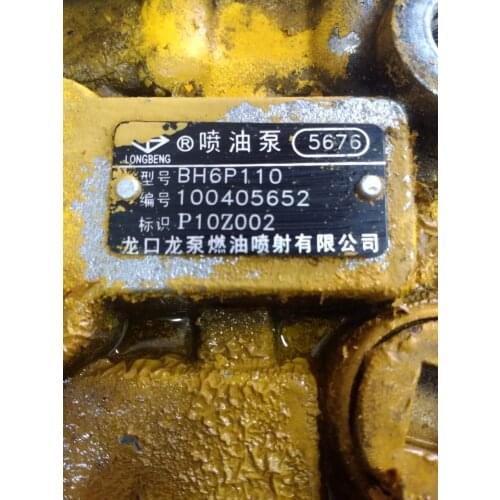 LONGBENG ® 喷油泵 5676
型号 BH6P110
编号 100405652
标识 P10Z002
龙口龙泵燃油喷射有限公司